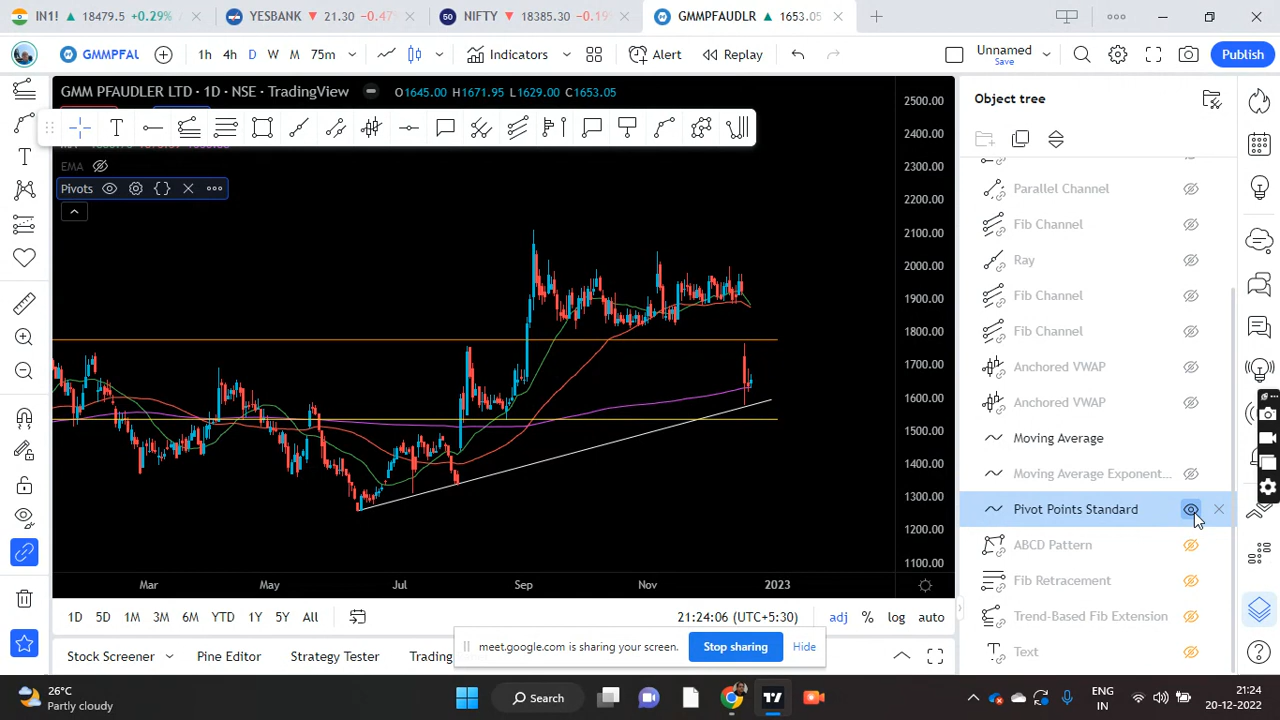 IN1! ▲ 18479.5 +0.29%
YESBANK ▼ 21.30 -0.47%
50 NIFTY ▼ 18385.30 -0.19%
GMMPFAUDLR ▲ 1653.05
GMMPFAL
1h 4h D W M 75m
Indicators
Alert
Replay
Unnamed
Save
Publish
GMM PFAUDLER LTD · 1D · NSE · TradingView
O1645.00 H1671.95 L1629.00 C1653.05
EMA
Pivots
Object tree
Parallel Channel
Fib Channel
Ray
Fib Channel
Fib Channel
Anchored VWAP
Anchored VWAP
Moving Average
Moving Average Exponent...
Pivot Points Standard
ABCD Pattern
Fib Retracement
Trend-Based Fib Extension
Text
2500.00
2400.00
2300.00
2200.00
2100.00
2000.00
1900.00
1800.00
1700.00
1600.00
1500.00
1400.00
1300.00
1200.00
1100.00
Mar May Jul Sep Nov 2023
1D 5D 1M 3M 6M YTD 1Y 5Y All
21:24:06 (UTC+5:30)
adj % log auto
Stock Screener
Pine Editor
Strategy Tester
Trading
meet.google.com is sharing your screen.
Stop sharing
Hide
26°C
Partly cloudy
Search
ENG
IN
21:24
20-12-2022